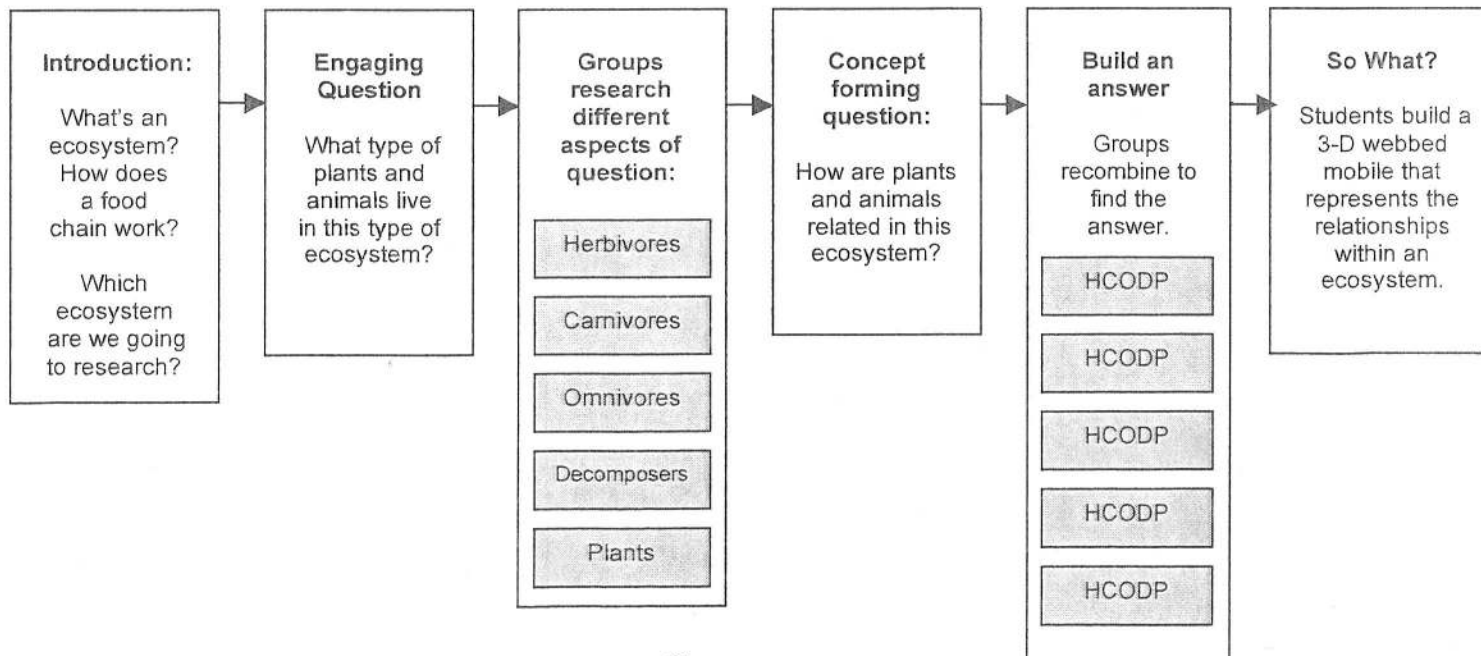 Introduction:
What's an
ecosystem?
How does
a food
chain work?
Which
ecosystem
are we going
to research?
Engaging
Question
What type of
plants and
animals live
in this type of
ecosystem?
Groups
research
different
aspects of
question:
Herbivores
Carnivores
Omnivores
Decomposers
Plants
Concept
forming
question:
How are plants
and animals
related in this
ecosystem?
Build an
answer
Groups
recombine to
find the
answer.
HCODP
HCODP
HCODP
HCODP
HCODP
So What?
Students build a
3-D webbed
mobile that
represents the
relationships
within an
ecosystem.